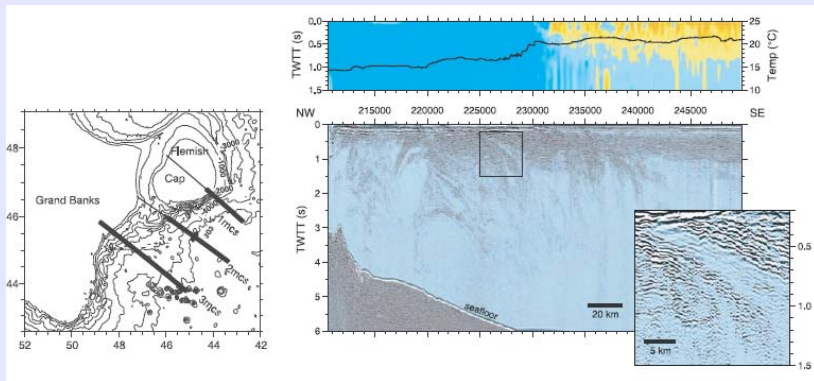 0.0
0.5
1.0
1.5
TWTT (s)
25
20
15
10
Temp (°C)
215000 220000 225000 230000 235000 240000 245000
NW
SE
0
1
2
3
4
5
6
TWTT (s)
seafloor
20 km
0.5
1.0
1.5
5 km
48
46
44
52 50 48 46 44 42
Flemish
Cap
Grand Banks
3000
2000
1mcs
2mcs
3mcs